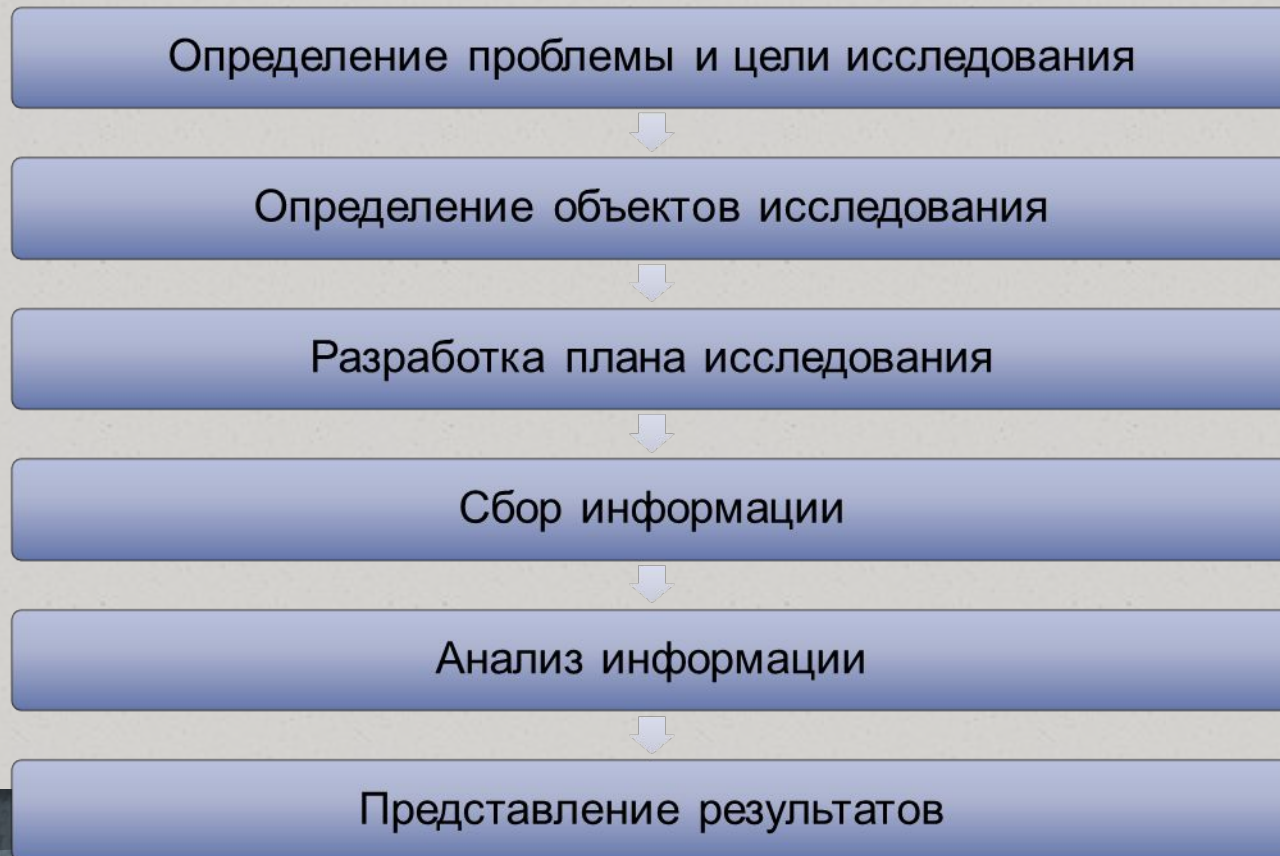 Определение проблемы и цели исследования
Определение объектов исследования
Разработка плана исследования
Сбор информации
Анализ информации
Представление результатов